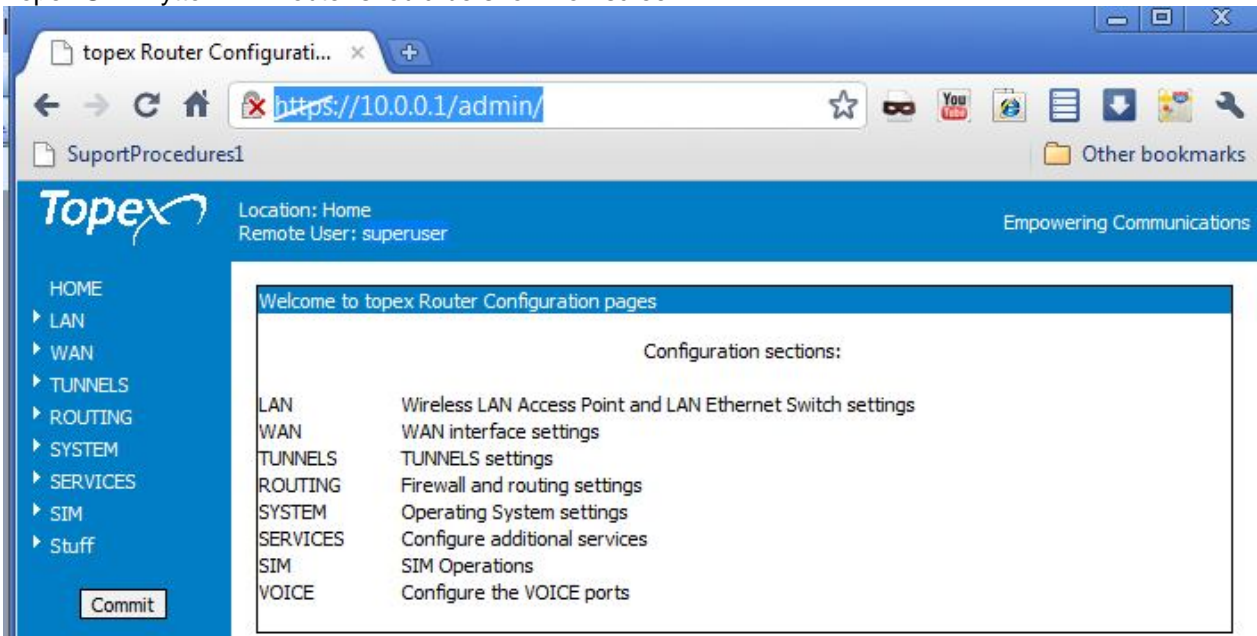 topex Router Configurati...
https://10.0.0.1/admin/
You
Tube
SuportProcedures1
Other bookmarks
Topex
Location: Home
Remote User: superuser
Empowering Communications
HOME
LAN
WAN
TUNNELS
ROUTING
SYSTEM
SERVICES
SIM
Stuff
Commit
Welcome to topex Router Configuration pages
Configuration sections:
LAN Wireless LAN Access Point and LAN Ethernet Switch settings
WAN WAN interface settings
TUNNELS TUNNELS settings
ROUTING Firewall and routing settings
SYSTEM Operating System settings
SERVICES Configure additional services
SIM SIM Operations
VOICE Configure the VOICE ports